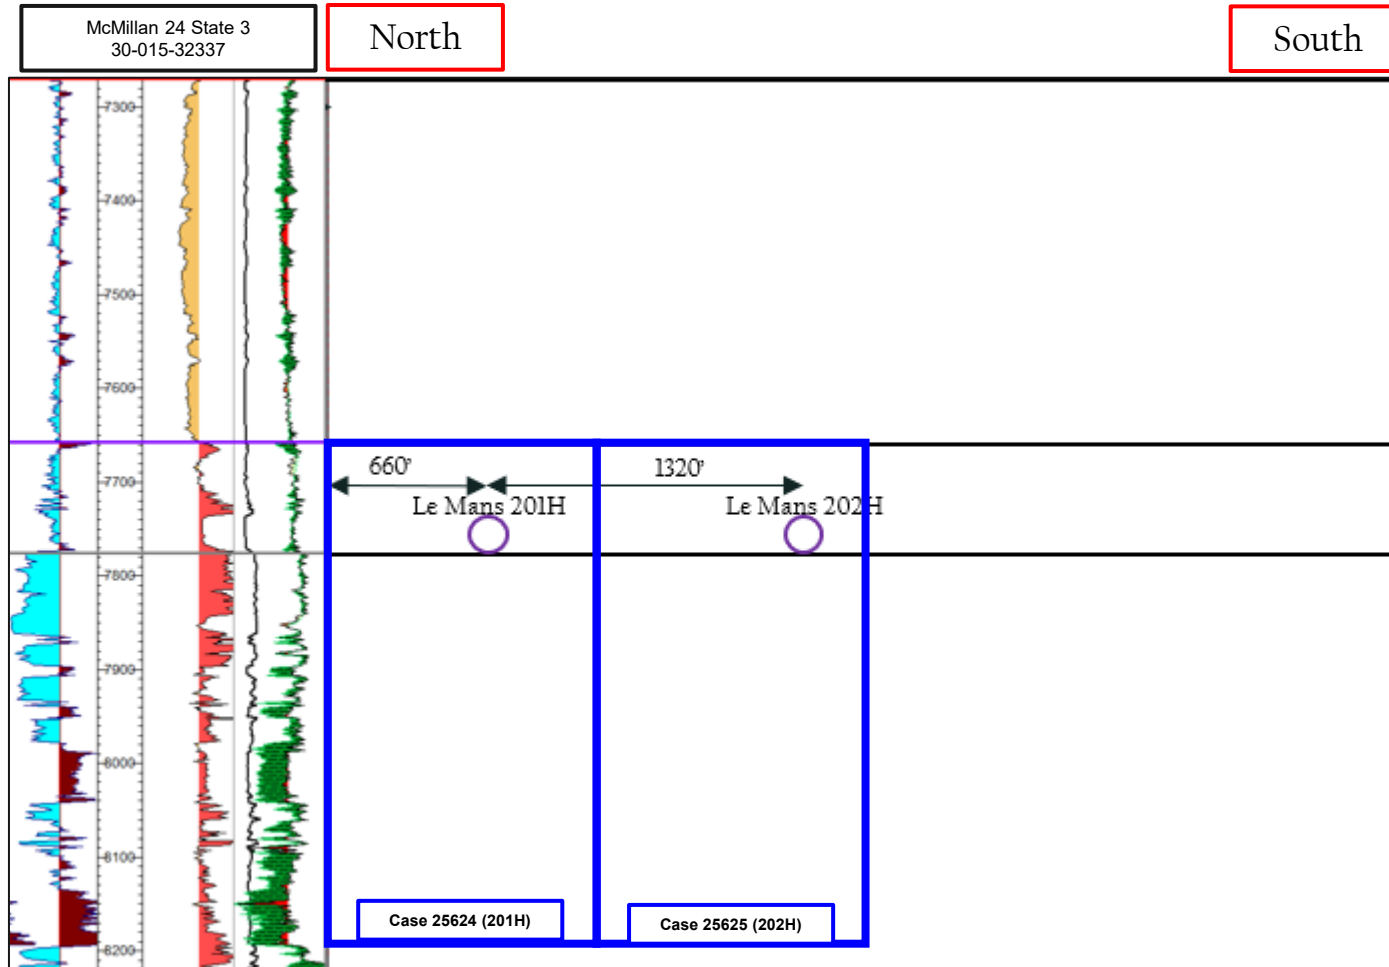 McMillan 24 State 3
30-015-32337
North
South
7300
7400
7500
7600
7700
7800
7900
8000
8100
8200
660'
1320'
Le Mans 201H
Le Mans 202H
Case 25624 (201H)
Case 25625 (202H)